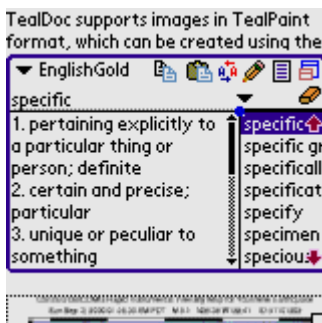 TealDoc supports images in TealPaint
format, which can be created using the
EnglishGold
specific
1. pertaining explicitly to
a particular thing or
person; definite
2. certain and precise;
particular
3. unique or peculiar to
something
specific
specific gr
specificall
specificat
specify
specimen
specious